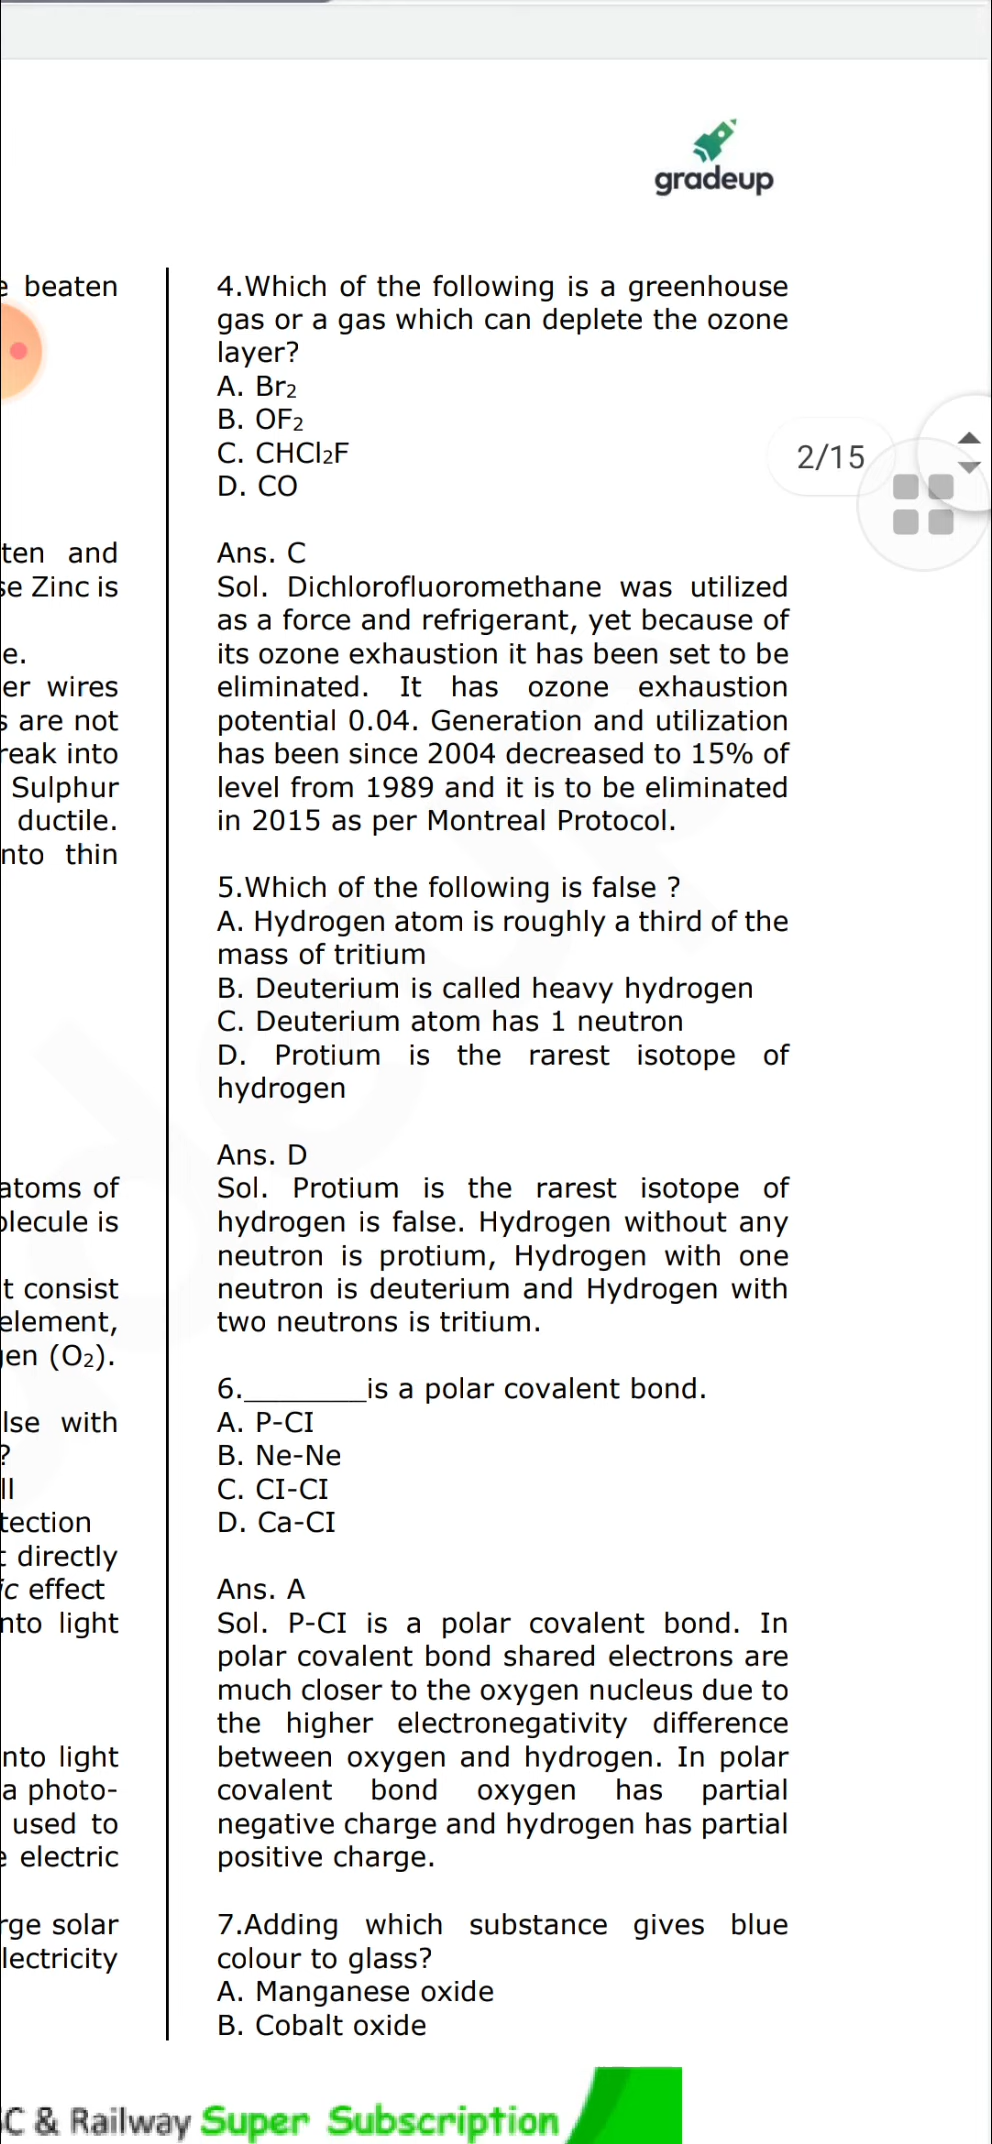 gradeup
beaten
ten and
se Zinc is
e.
er wires
s are not
reak into
Sulphur
ductile.
nto thin
atoms of
olecule is
t consist
element,
en (O2).
lse with
?
II
tection
t directly
ic effect
nto light
nto light
a photo-
used to
e electric
rge solar
lectricity
4.Which of the following is a greenhouse
gas or a gas which can deplete the ozone
layer?
A. Br2
B. OF2
C. CHCl2F
D. CO
2/15
Ans. C
Sol. Dichlorofluoromethane was utilized
as a force and refrigerant, yet because of
its ozone exhaustion it has been set to be
eliminated. It has ozone exhaustion
potential 0.04. Generation and utilization
has been since 2004 decreased to 15% of
level from 1989 and it is to be eliminated
in 2015 as per Montreal Protocol.
5.Which of the following is false ?
A. Hydrogen atom is roughly a third of the
mass of tritium
B. Deuterium is called heavy hydrogen
C. Deuterium atom has 1 neutron
D. Protium is the rarest isotope of
hydrogen
Ans. D
Sol. Protium is the rarest isotope of
hydrogen is false. Hydrogen without any
neutron is protium, Hydrogen with one
neutron is deuterium and Hydrogen with
two neutrons is tritium.
6.________is a polar covalent bond.
A. P-CI
B. Ne-Ne
C. CI-CI
D. Ca-CI
Ans. A
Sol. P-CI is a polar covalent bond. In
polar covalent bond shared electrons are
much closer to the oxygen nucleus due to
the higher electronegativity difference
between oxygen and hydrogen. In polar
covalent bond oxygen has partial
negative charge and hydrogen has partial
positive charge.
7.Adding which substance gives blue
colour to glass?
A. Manganese oxide
B. Cobalt oxide
C & Railway Super Subscription